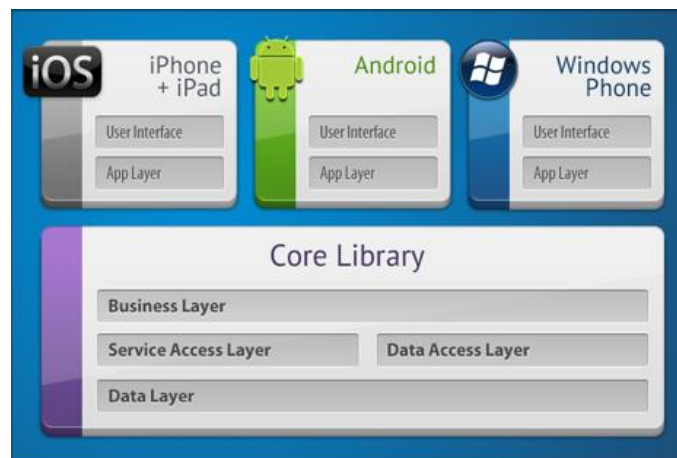 iOS
iPhone
+ iPad
User Interface
App Layer
Android
User Interface
App Layer
Windows
Phone
User Interface
App Layer
Core Library
Business Layer
Service Access Layer
Data Access Layer
Data Layer